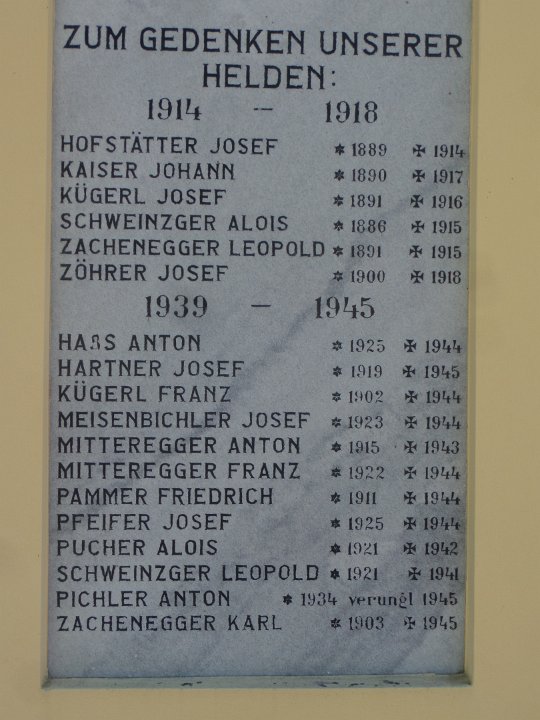 ZUM GEDENKEN UNSERER
HELDEN:
1914 – 1918
HOFSTÄTTER JOSEF * 1889 ✠ 1914
KAISER JOHANN * 1890 ✠ 1917
KÜGERL JOSEF * 1891 ✠ 1916
SCHWEINZGER ALOIS * 1886 ✠ 1915
ZACHENEGGER LEOPOLD * 1891 ✠ 1915
ZÖHRER JOSEF * 1900 ✠ 1918
1939 – 1945
HAẞS ANTON * 1925 ✠ 1944
HARTNER JOSEF * 1919 ✠ 1945
KÜGERL FRANZ * 1902 ✠ 1944
MEISENBICHLER JOSEF * 1923 ✠ 1944
MITTEREGGER ANTON * 1915 ✠ 1943
MITTEREGGER FRANZ * 1922 ✠ 1944
PAMMER FRIEDRICH * 1911 ✠ 1944
PFEIFER JOSEF * 1925 ✠ 1944
PUCHER ALOIS * 1921 ✠ 1942
SCHWEINZGER LEOPOLD * 1921 ✠ 1941
PICHLER ANTON * 1934 verungl 1945
ZACHENEGGER KARL * 1903 ✠ 1945